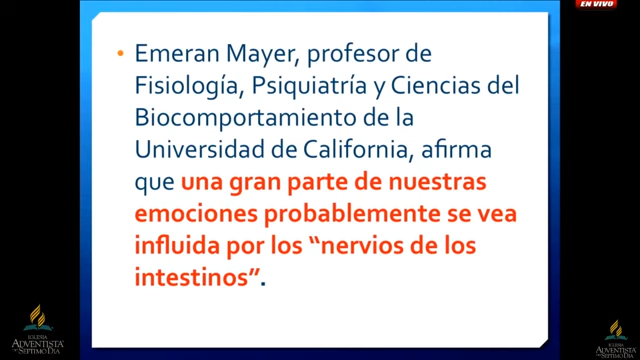 EN VIVO
• Emeran Mayer, profesor de
Fisiología, Psiquiatría y Ciencias del
Biocomportamiento de la
Universidad de California, afirma
que una gran parte de nuestras
emociones probablemente se vea
influida por los “nervios de los
intestinos”.
IGLESIA
ADVENTISTA
DEL SÉPTIMO DÍA
IGLESIA
ADVENTISTA
DEL SÉPTIMO DÍA